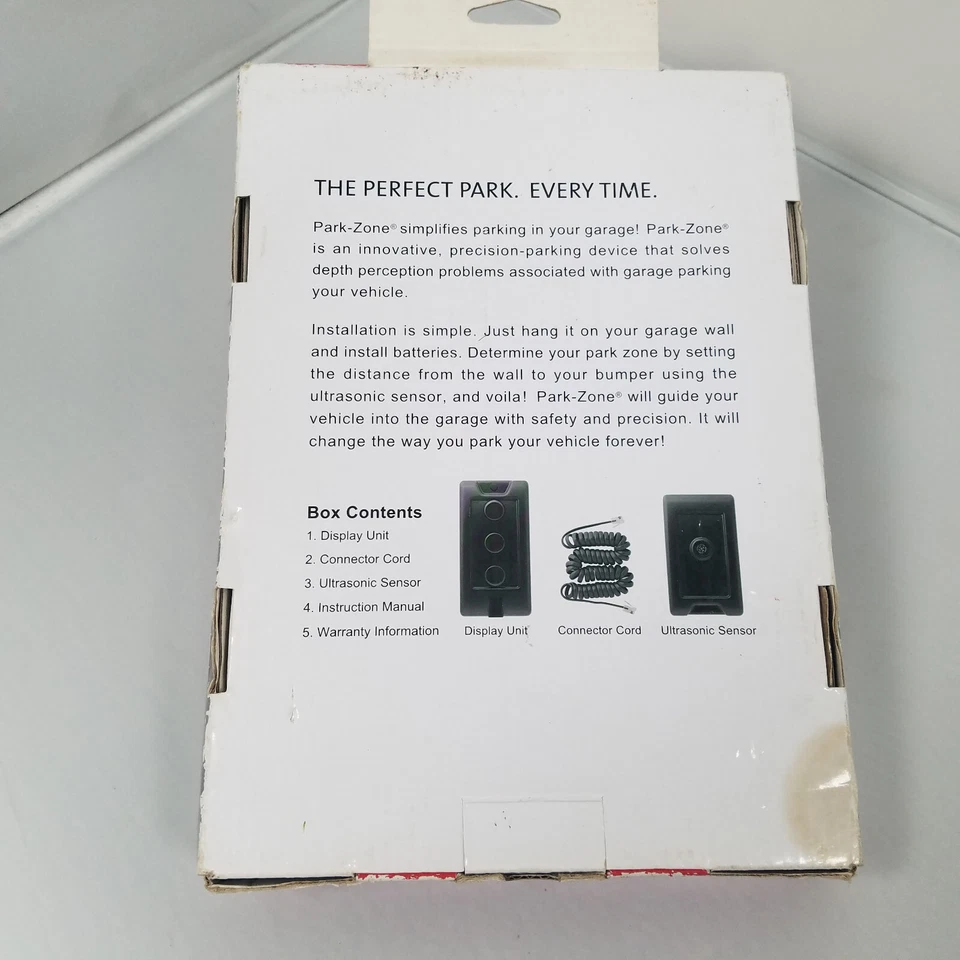 THE PERFECT PARK. EVERY TIME.
Park-Zone® simplifies parking in your garage! Park-Zone®
is an innovative, precision-parking device that solves
depth perception problems associated with garage parking
your vehicle.
Installation is simple. Just hang it on your garage wall
and install batteries. Determine your park zone by setting
the distance from the wall to your bumper using the
ultrasonic sensor, and voila! Park-Zone® will guide your
vehicle into the garage with safety and precision. It will
change the way you park your vehicle forever!
Box Contents
1. Display Unit
2. Connector Cord
3. Ultrasonic Sensor
4. Instruction Manual
5. Warranty Information
Display Unit
Connector Cord
Ultrasonic Sensor